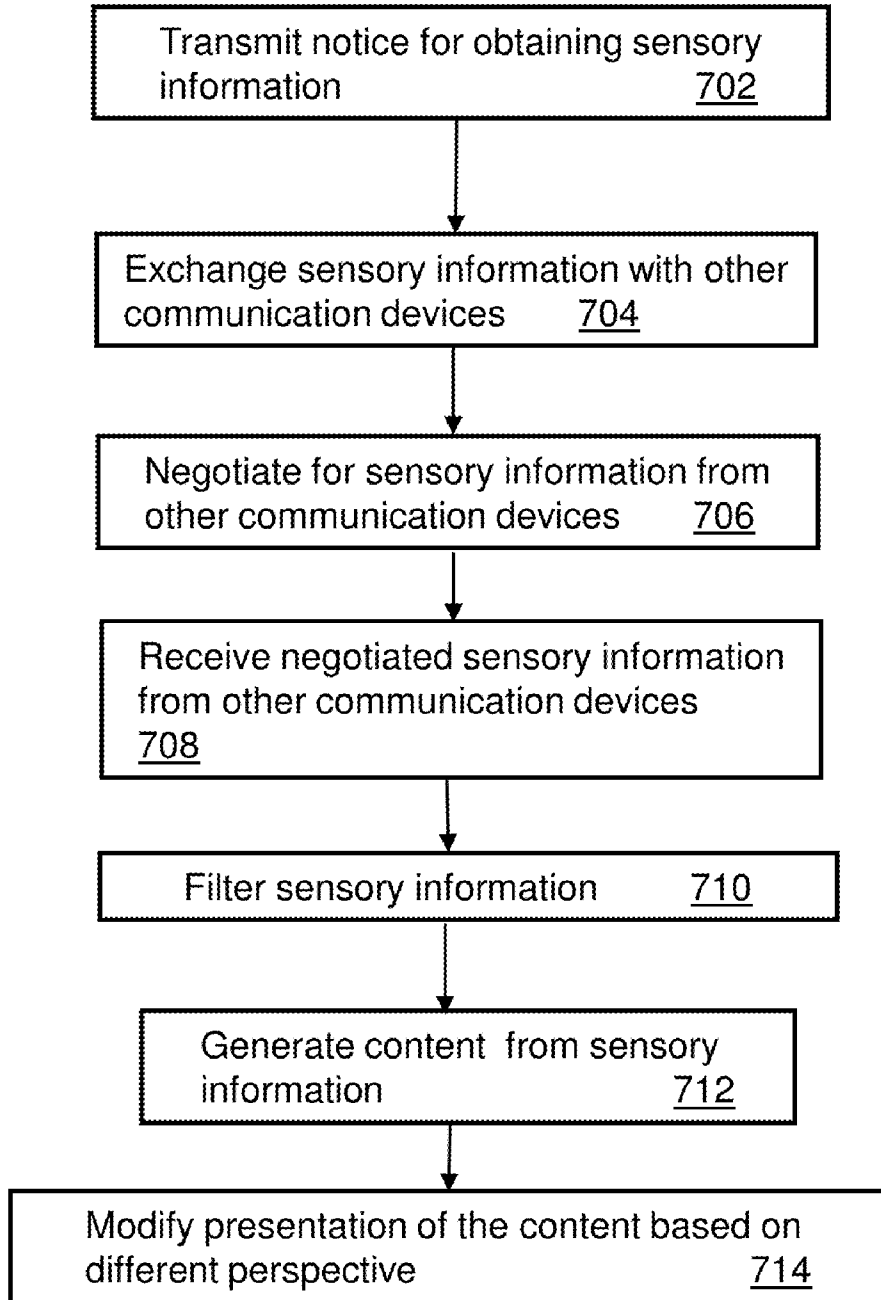 Transmit notice for obtaining sensory
information 702
Exchange sensory information with other
communication devices 704
Negotiate for sensory information from
other communication devices 706
Receive negotiated sensory information
from other communication devices
708
Filter sensory information 710
Generate content from sensory
information 712
Modify presentation of the content based on
different perspective 714